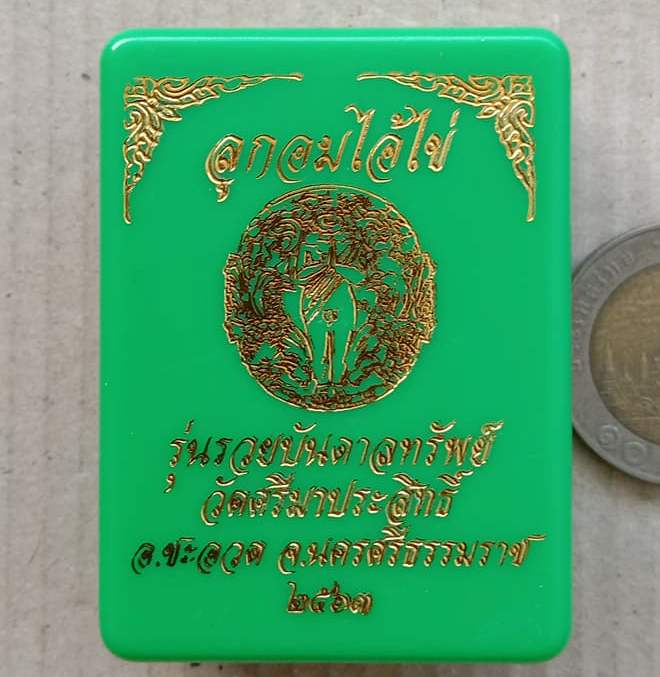 ลูกอมไอ้ไข่
รุ่นรวยบันดาลทรัพย์
วัดศรีมาประสิทธิ์
อ.ชะอวด จ.นครศรีธรรมราช
๒๕๖๓
๑๐